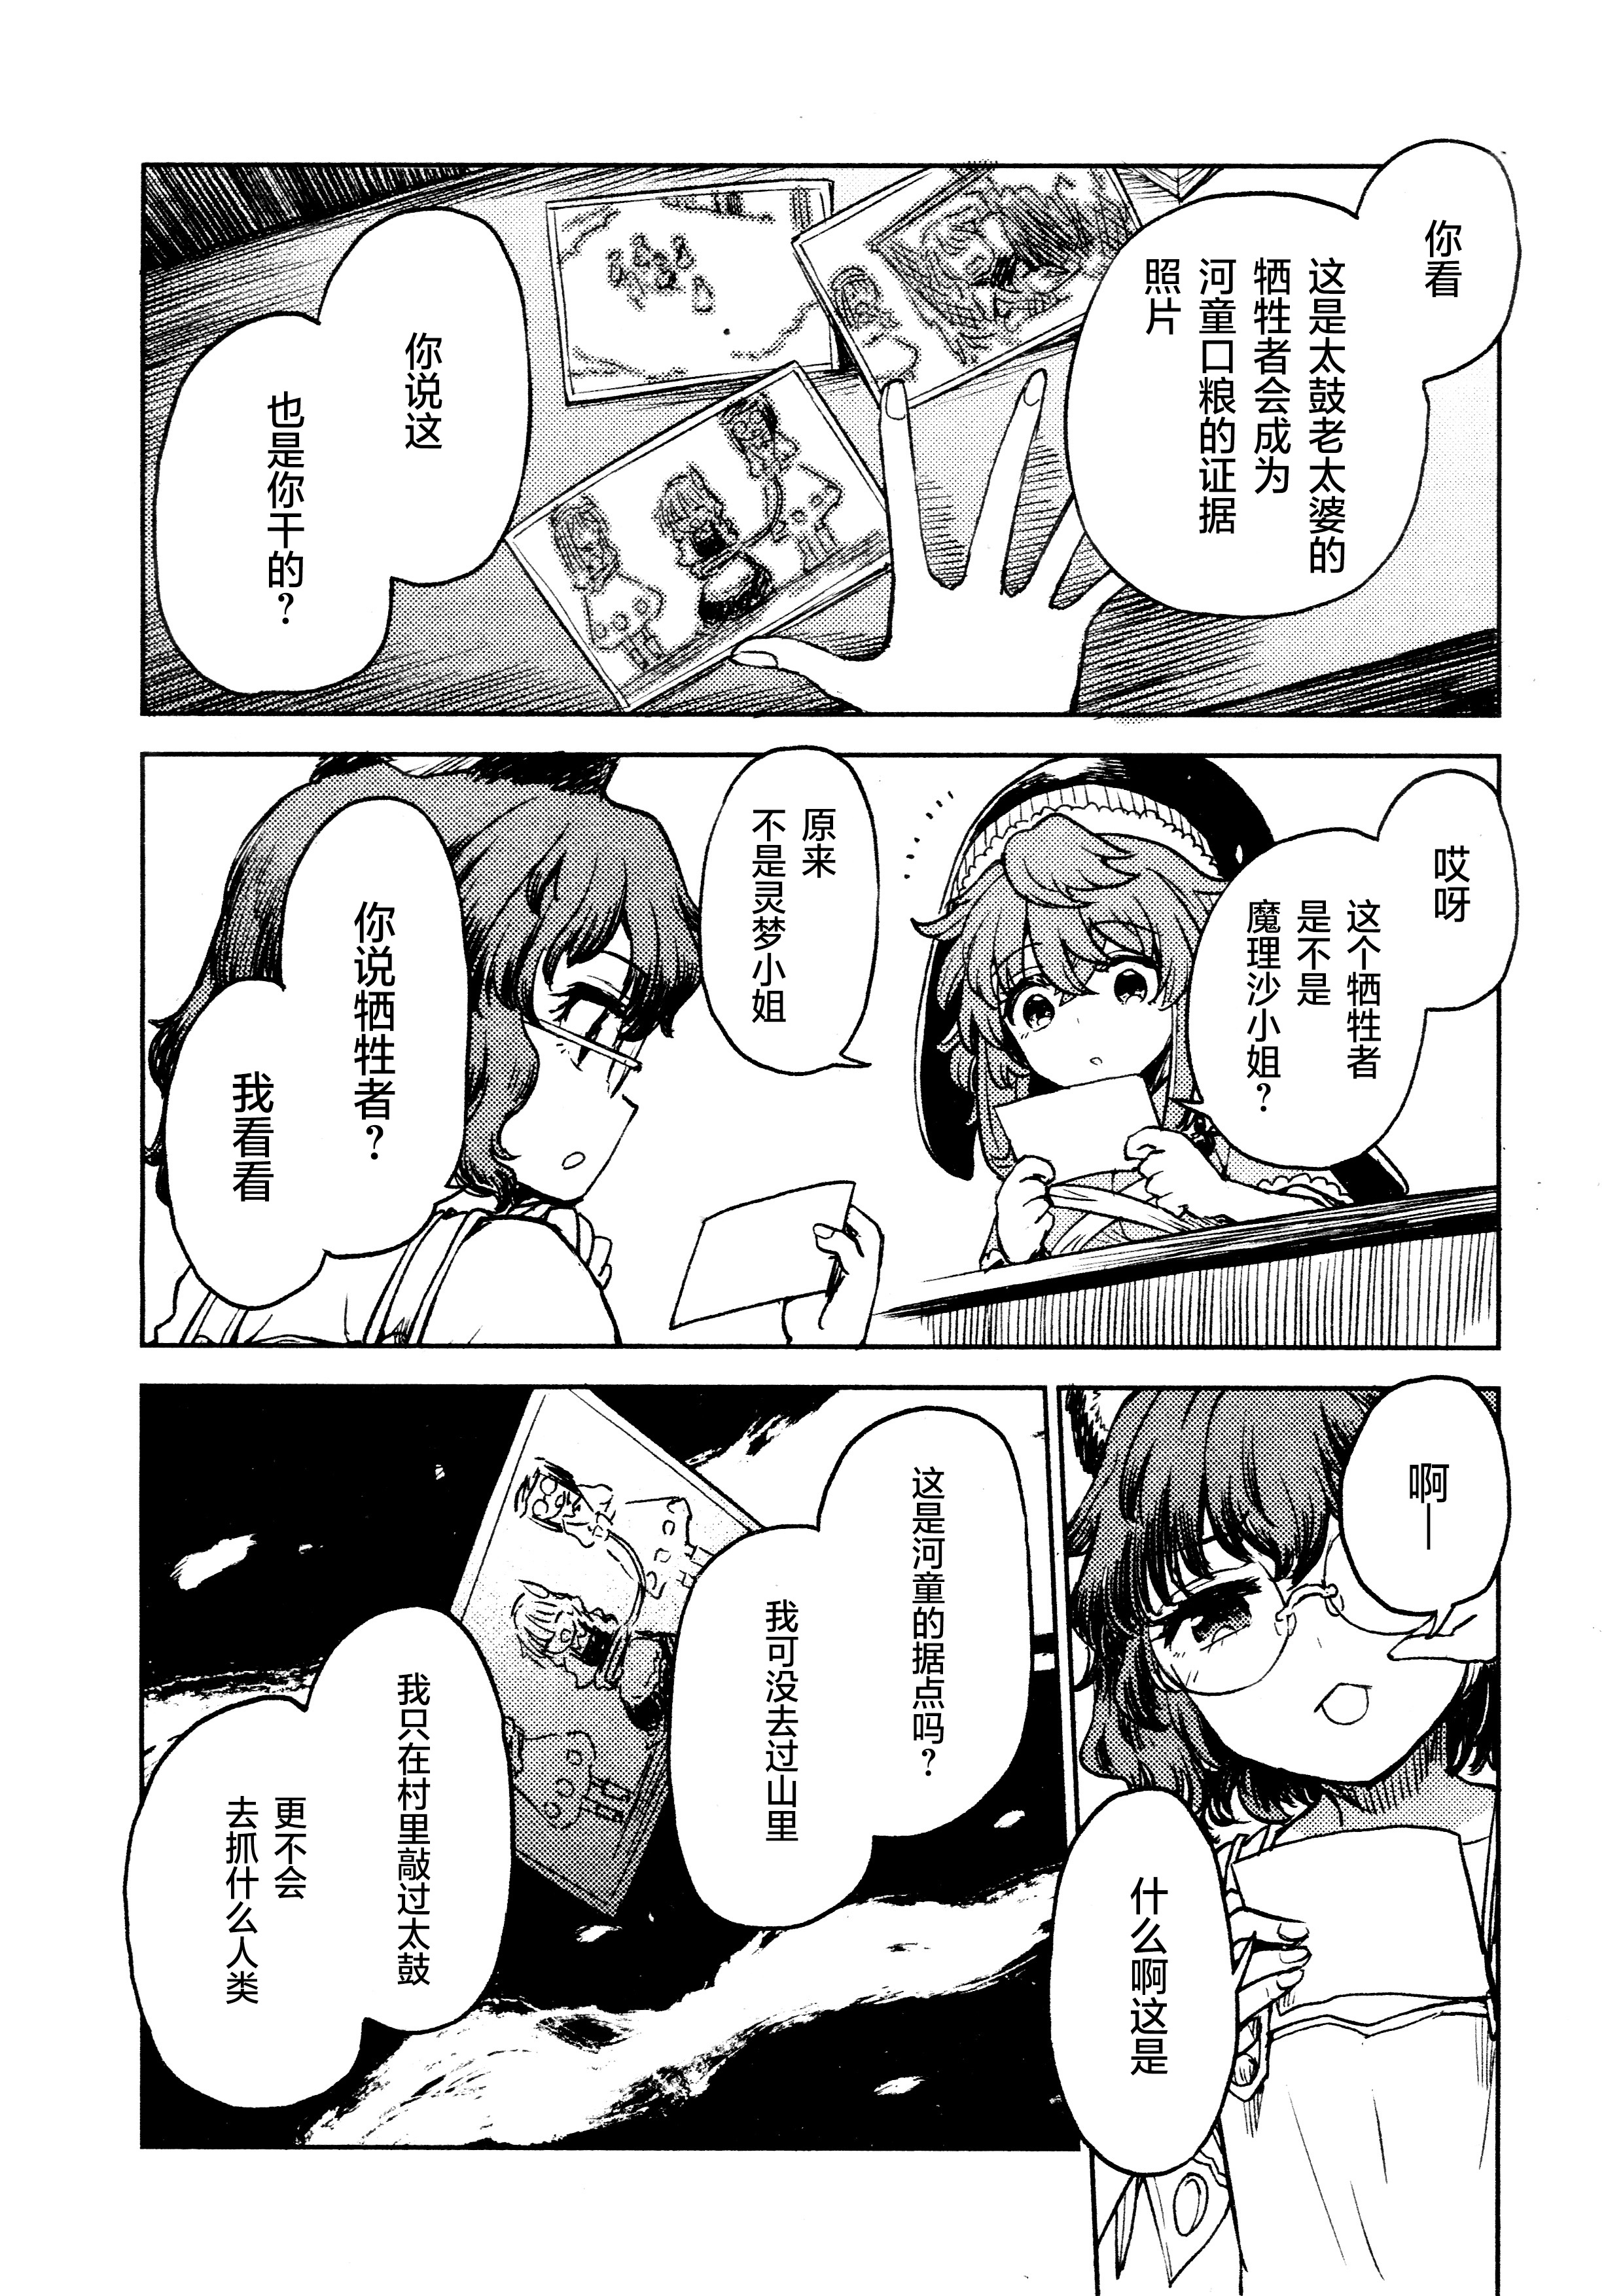 你看
这是太鼓老太婆的
牺牲者会成为
河童口粮的证据
照片
你说这
也是你干的？
哎呀
这个牺牲者
是不是
魔理沙小姐？
原来
不是灵梦小姐
你说牺牲者？
我看看
啊—
什么啊这是
这是河童的据点吗？
我可没去过山里
我只在村里敲过太鼓
更不会
去抓什么人类